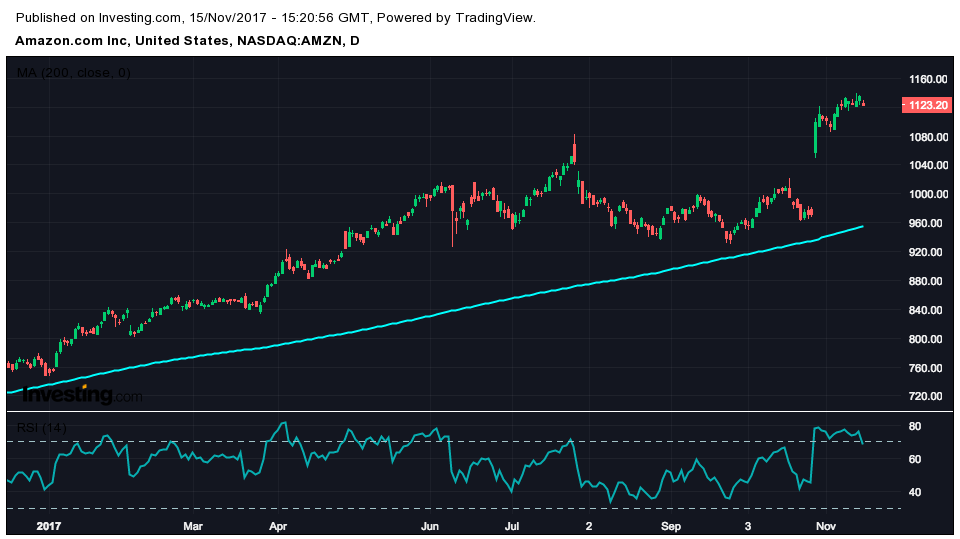 Published on Investing.com, 15/Nov/2017 - 15:20:56 GMT, Powered by TradingView.
Amazon.com Inc, United States, NASDAQ:AMZN, D
MA (200, close, 0)
1160.00
1123.20
1080.00
1040.00
1000.00
960.00
920.00
880.00
840.00
800.00
760.00
720.00
Investing.com
RSI (14)
80
60
40
2017 Mar Apr Jun Jul 2 Sep 3 Nov